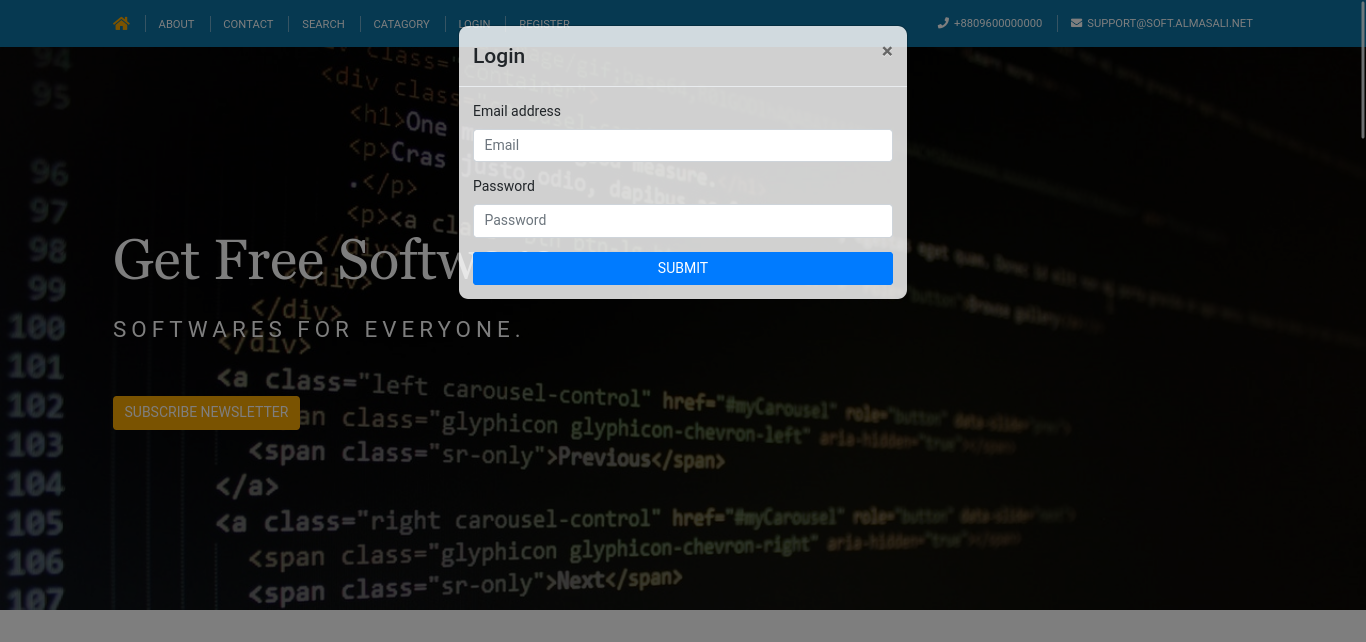 ABOUT CONTACT SEARCH CATAGORY LOGIN REGISTER +8809600000000 SUPPORT@SOFT.ALMASALI.NET
Login ×
Email address
Email
Password
Password
SUBMIT
Get Free Softw
SOFTWARES FOR EVERYONE.
SUBSCRIBE NEWSLETTER
94
95
<div class=
<h1>One
96 <p>Cras justo odio, dapibus
97 </p>
98 <p><a
99 </div>
</div>
100 </div>
101 </div>
102 <a class="left carousel-control" href="#myCarousel" role="button" data-slide=
103 an class="glyphicon glyphicon-chevron-left" aria-hidden="true"></span>
<span class="sr-only">Previous</span>
104 </a>
105 <a class="right carousel-control" href="#myCarousel" role="button" data-slide=
106 <span class="glyphicon glyphicon-chevron-right" aria-hidden="true"></span>
107 <span class="sr-only">Next</span>